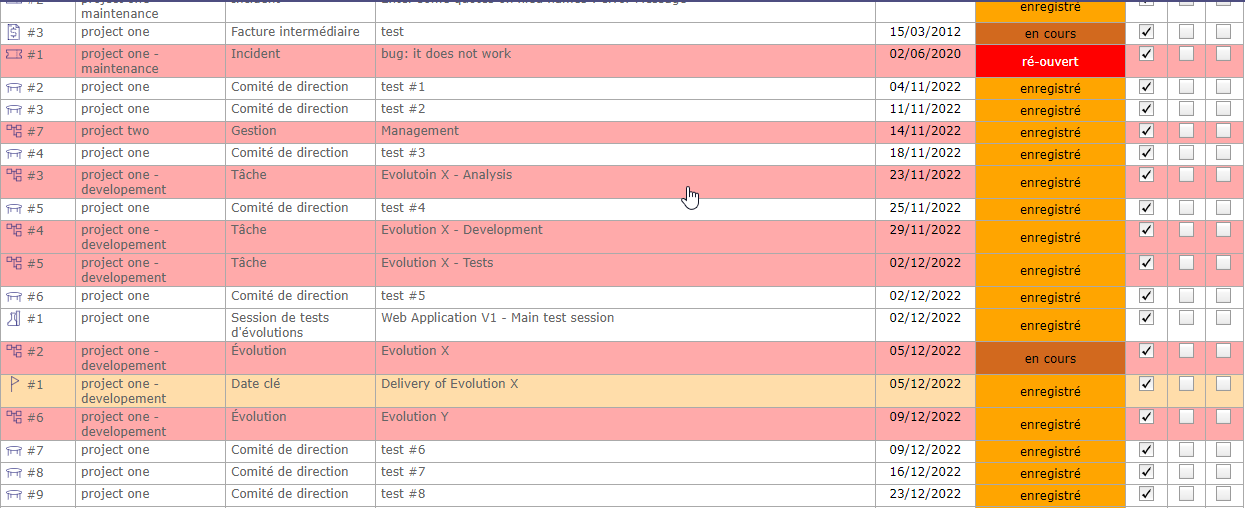 maintenance enregistré
#3 project one Facture intermédiaire test 15/03/2012 en cours
#1 project one - Incident bug: it does not work 02/06/2020 ré-ouvert
maintenance
#2 project one Comité de direction test #1 04/11/2022 enregistré
#3 project one Comité de direction test #2 11/11/2022 enregistré
#7 project two Gestion Management 14/11/2022 enregistré
#4 project one Comité de direction test #3 18/11/2022 enregistré
#3 project one - Tâche Evolutoin X - Analysis 23/11/2022 enregistré
developement
#5 project one Comité de direction test #4 25/11/2022 enregistré
#4 project one - Tâche Evolution X - Development 29/11/2022 enregistré
developement
#5 project one - Tâche Evolution X - Tests 02/12/2022 enregistré
developement
#6 project one Comité de direction test #5 02/12/2022 enregistré
#1 project one Session de tests Web Application V1 - Main test session 02/12/2022 enregistré
d'évolutions
#2 project one - Évolution Evolution X 05/12/2022 en cours
developement
#1 project one - Date clé Delivery of Evolution X 05/12/2022 enregistré
developement
#6 project one - Évolution Evolution Y 09/12/2022 enregistré
developement
#7 project one Comité de direction test #6 09/12/2022 enregistré
#8 project one Comité de direction test #7 16/12/2022 enregistré
#9 project one Comité de direction test #8 23/12/2022 enregistré